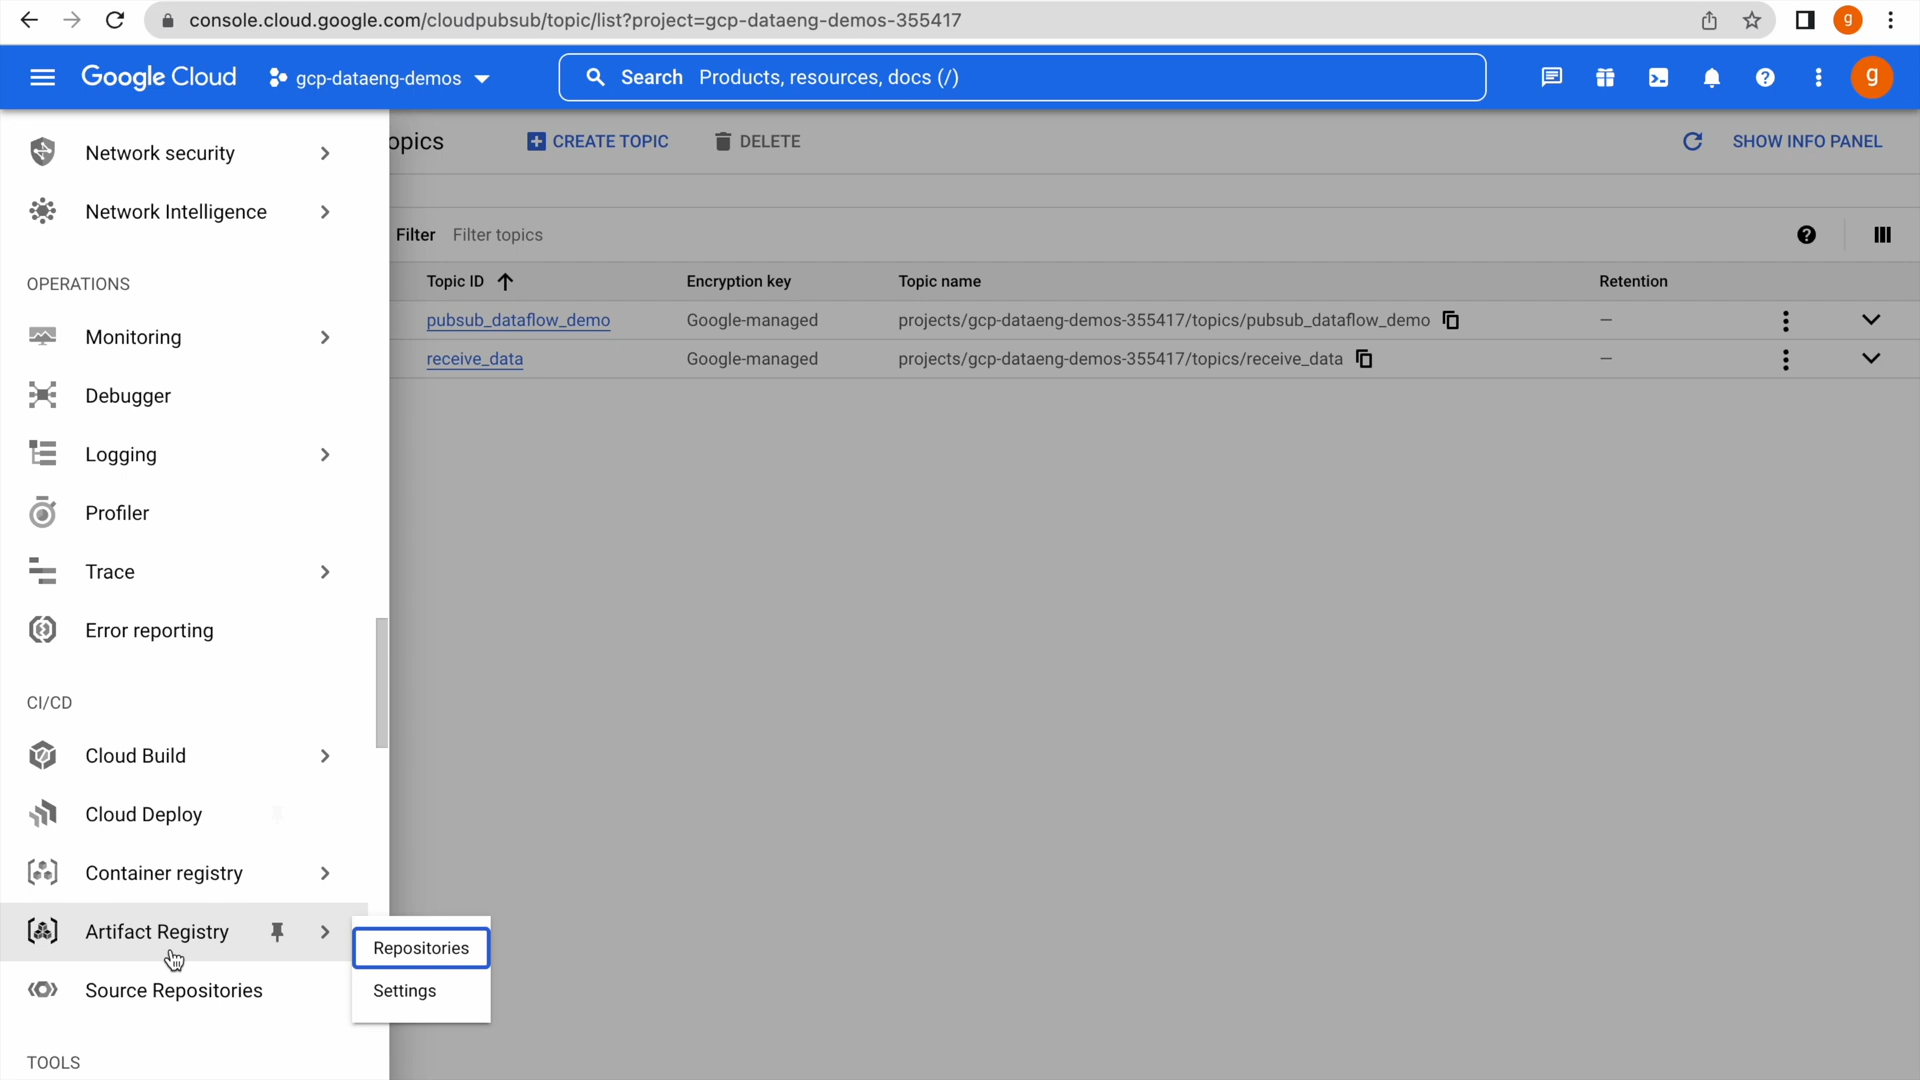 console.cloud.google.com/cloudpubsub/topic/list?project=gcp-dataeng-demos-355417
g
Google Cloud
gcp-dataeng-demos
Search Products, resources, docs (/)
g
Network security
Network Intelligence
OPERATIONS
Monitoring
Debugger
Logging
Profiler
Trace
Error reporting
CI/CD
Cloud Build
Cloud Deploy
Container registry
Artifact Registry
Source Repositories
TOOLS
Repositories
Settings
opics
CREATE TOPIC
DELETE
SHOW INFO PANEL
Filter Filter topics
Topic ID Encryption key Topic name Retention
pubsub_dataflow_demo Google-managed projects/gcp-dataeng-demos-355417/topics/pubsub_dataflow_demo —
receive_data Google-managed projects/gcp-dataeng-demos-355417/topics/receive_data —